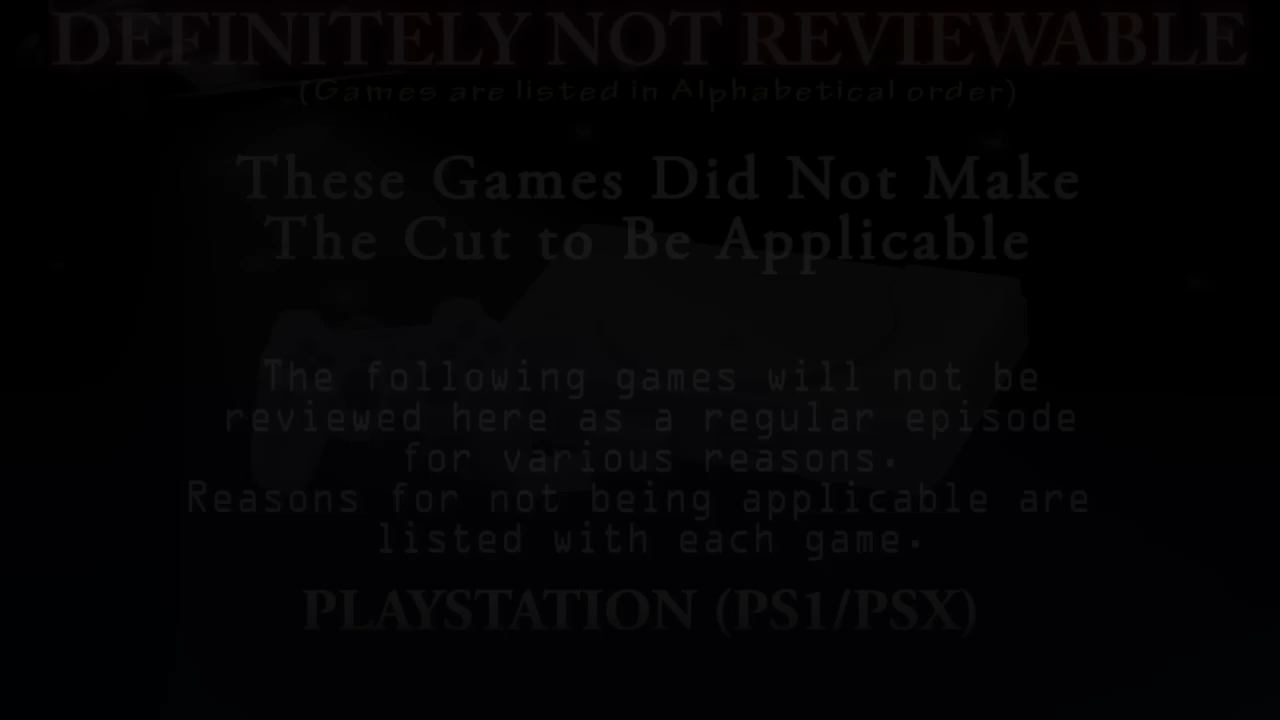 DEFINITELY NOT REVIEWABLE
(Games are listed in Alphabetical order)
These Games Did Not Make
The Cut to Be Applicable
The following games will not be
reviewed here as a regular episode
for various reasons.
Reasons for not being applicable are
listed with each game.
PLAYSTATION (PS1/PSX)